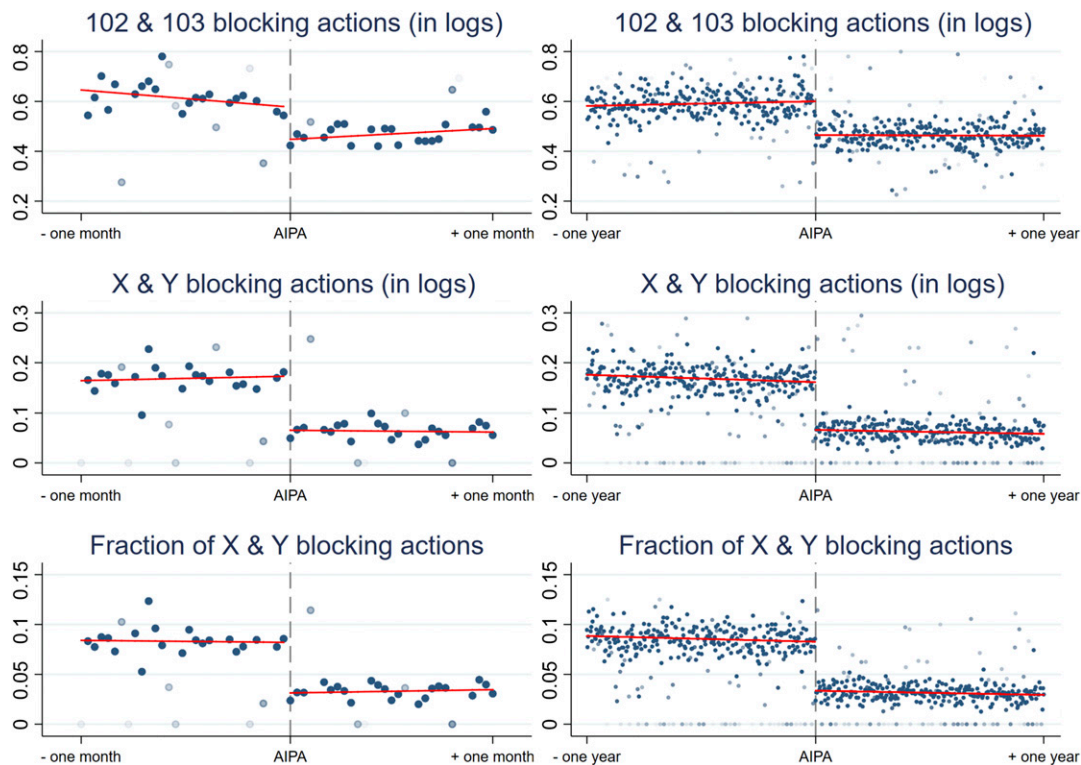 102 & 103 blocking actions (in logs)
0.8
0.6
0.4
0.2
- one month AIPA + one month
102 & 103 blocking actions (in logs)
0.8
0.6
0.4
0.2
- one year AIPA + one year
X & Y blocking actions (in logs)
0.3
0.2
0.1
0
- one month AIPA + one month
X & Y blocking actions (in logs)
0.3
0.2
0.1
0
- one year AIPA + one year
Fraction of X & Y blocking actions
0.15
0.1
0.05
0
- one month AIPA + one month
Fraction of X & Y blocking actions
0.15
0.1
0.05
0
- one year AIPA + one year